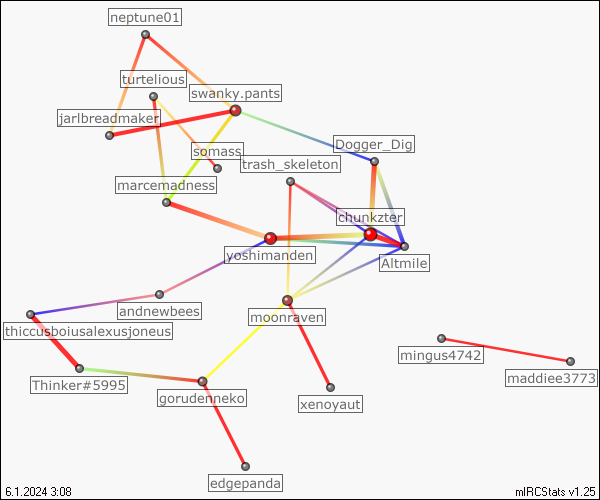 neptune01
turtelious
swanky.pants
jarlbreadmaker
Dogger_Dig
somass
trash_skeleton
marcemadness
chunkzter
yoshimanden
Altmile
andnewbees
moonraven
thiccusboiusalexusjoneus
mingus4742
maddiee3773
Thinker#5995
gorudenneko
xenoyaut
edgepanda
6.1.2024 3:08
mIRCStats v1.25